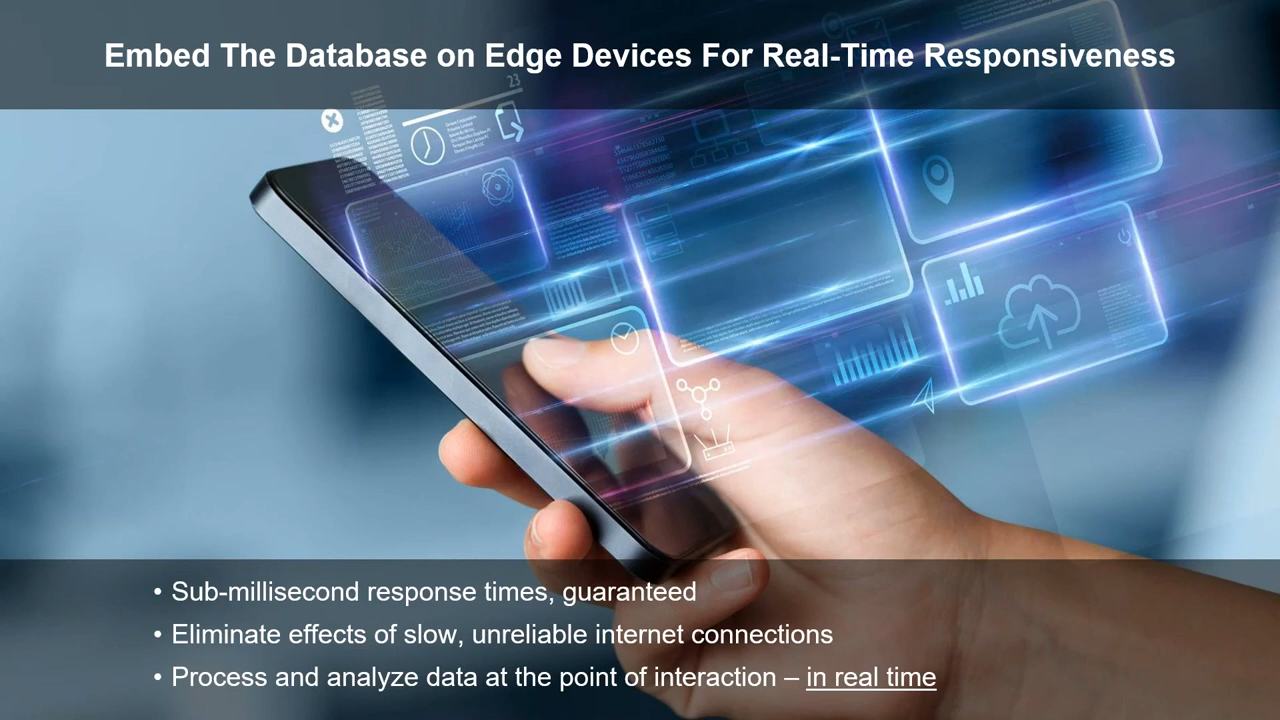 Embed The Database on Edge Devices For Real-Time Responsiveness
23
• Sub-millisecond response times, guaranteed
• Eliminate effects of slow, unreliable internet connections
• Process and analyze data at the point of interaction – in real time